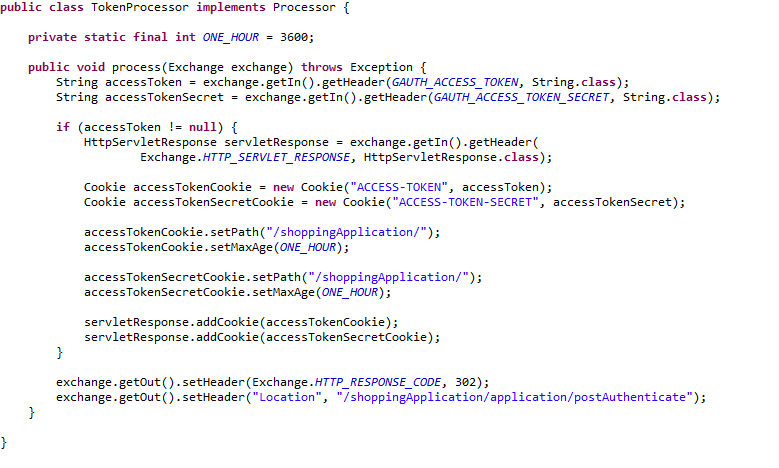 public class TokenProcessor implements Processor {
private static final int ONE_HOUR = 3600;
public void process(Exchange exchange) throws Exception {
String accessToken = exchange.getIn().getHeader(GAUTH_ACCESS_TOKEN, String.class);
String accessTokenSecret = exchange.getIn().getHeader(GAUTH_ACCESS_TOKEN_SECRET, String.class);
if (accessToken != null) {
HttpServletResponse servletResponse = exchange.getIn().getHeader(
Exchange.HTTP_SERVLET_RESPONSE, HttpServletResponse.class);
Cookie accessTokenCookie = new Cookie("ACCESS-TOKEN", accessToken);
Cookie accessTokenSecretCookie = new Cookie("ACCESS-TOKEN-SECRET", accessTokenSecret);
accessTokenCookie.setPath("/shoppingApplication/");
accessTokenCookie.setMaxAge(ONE_HOUR);
accessTokenSecretCookie.setPath("/shoppingApplication/");
accessTokenSecretCookie.setMaxAge(ONE_HOUR);
servletResponse.addCookie(accessTokenCookie);
servletResponse.addCookie(accessTokenSecretCookie);
}
exchange.getOut().setHeader(Exchange.HTTP_RESPONSE_CODE, 302);
exchange.getOut().setHeader("Location", "/shoppingApplication/application/postAuthenticate");
}
}